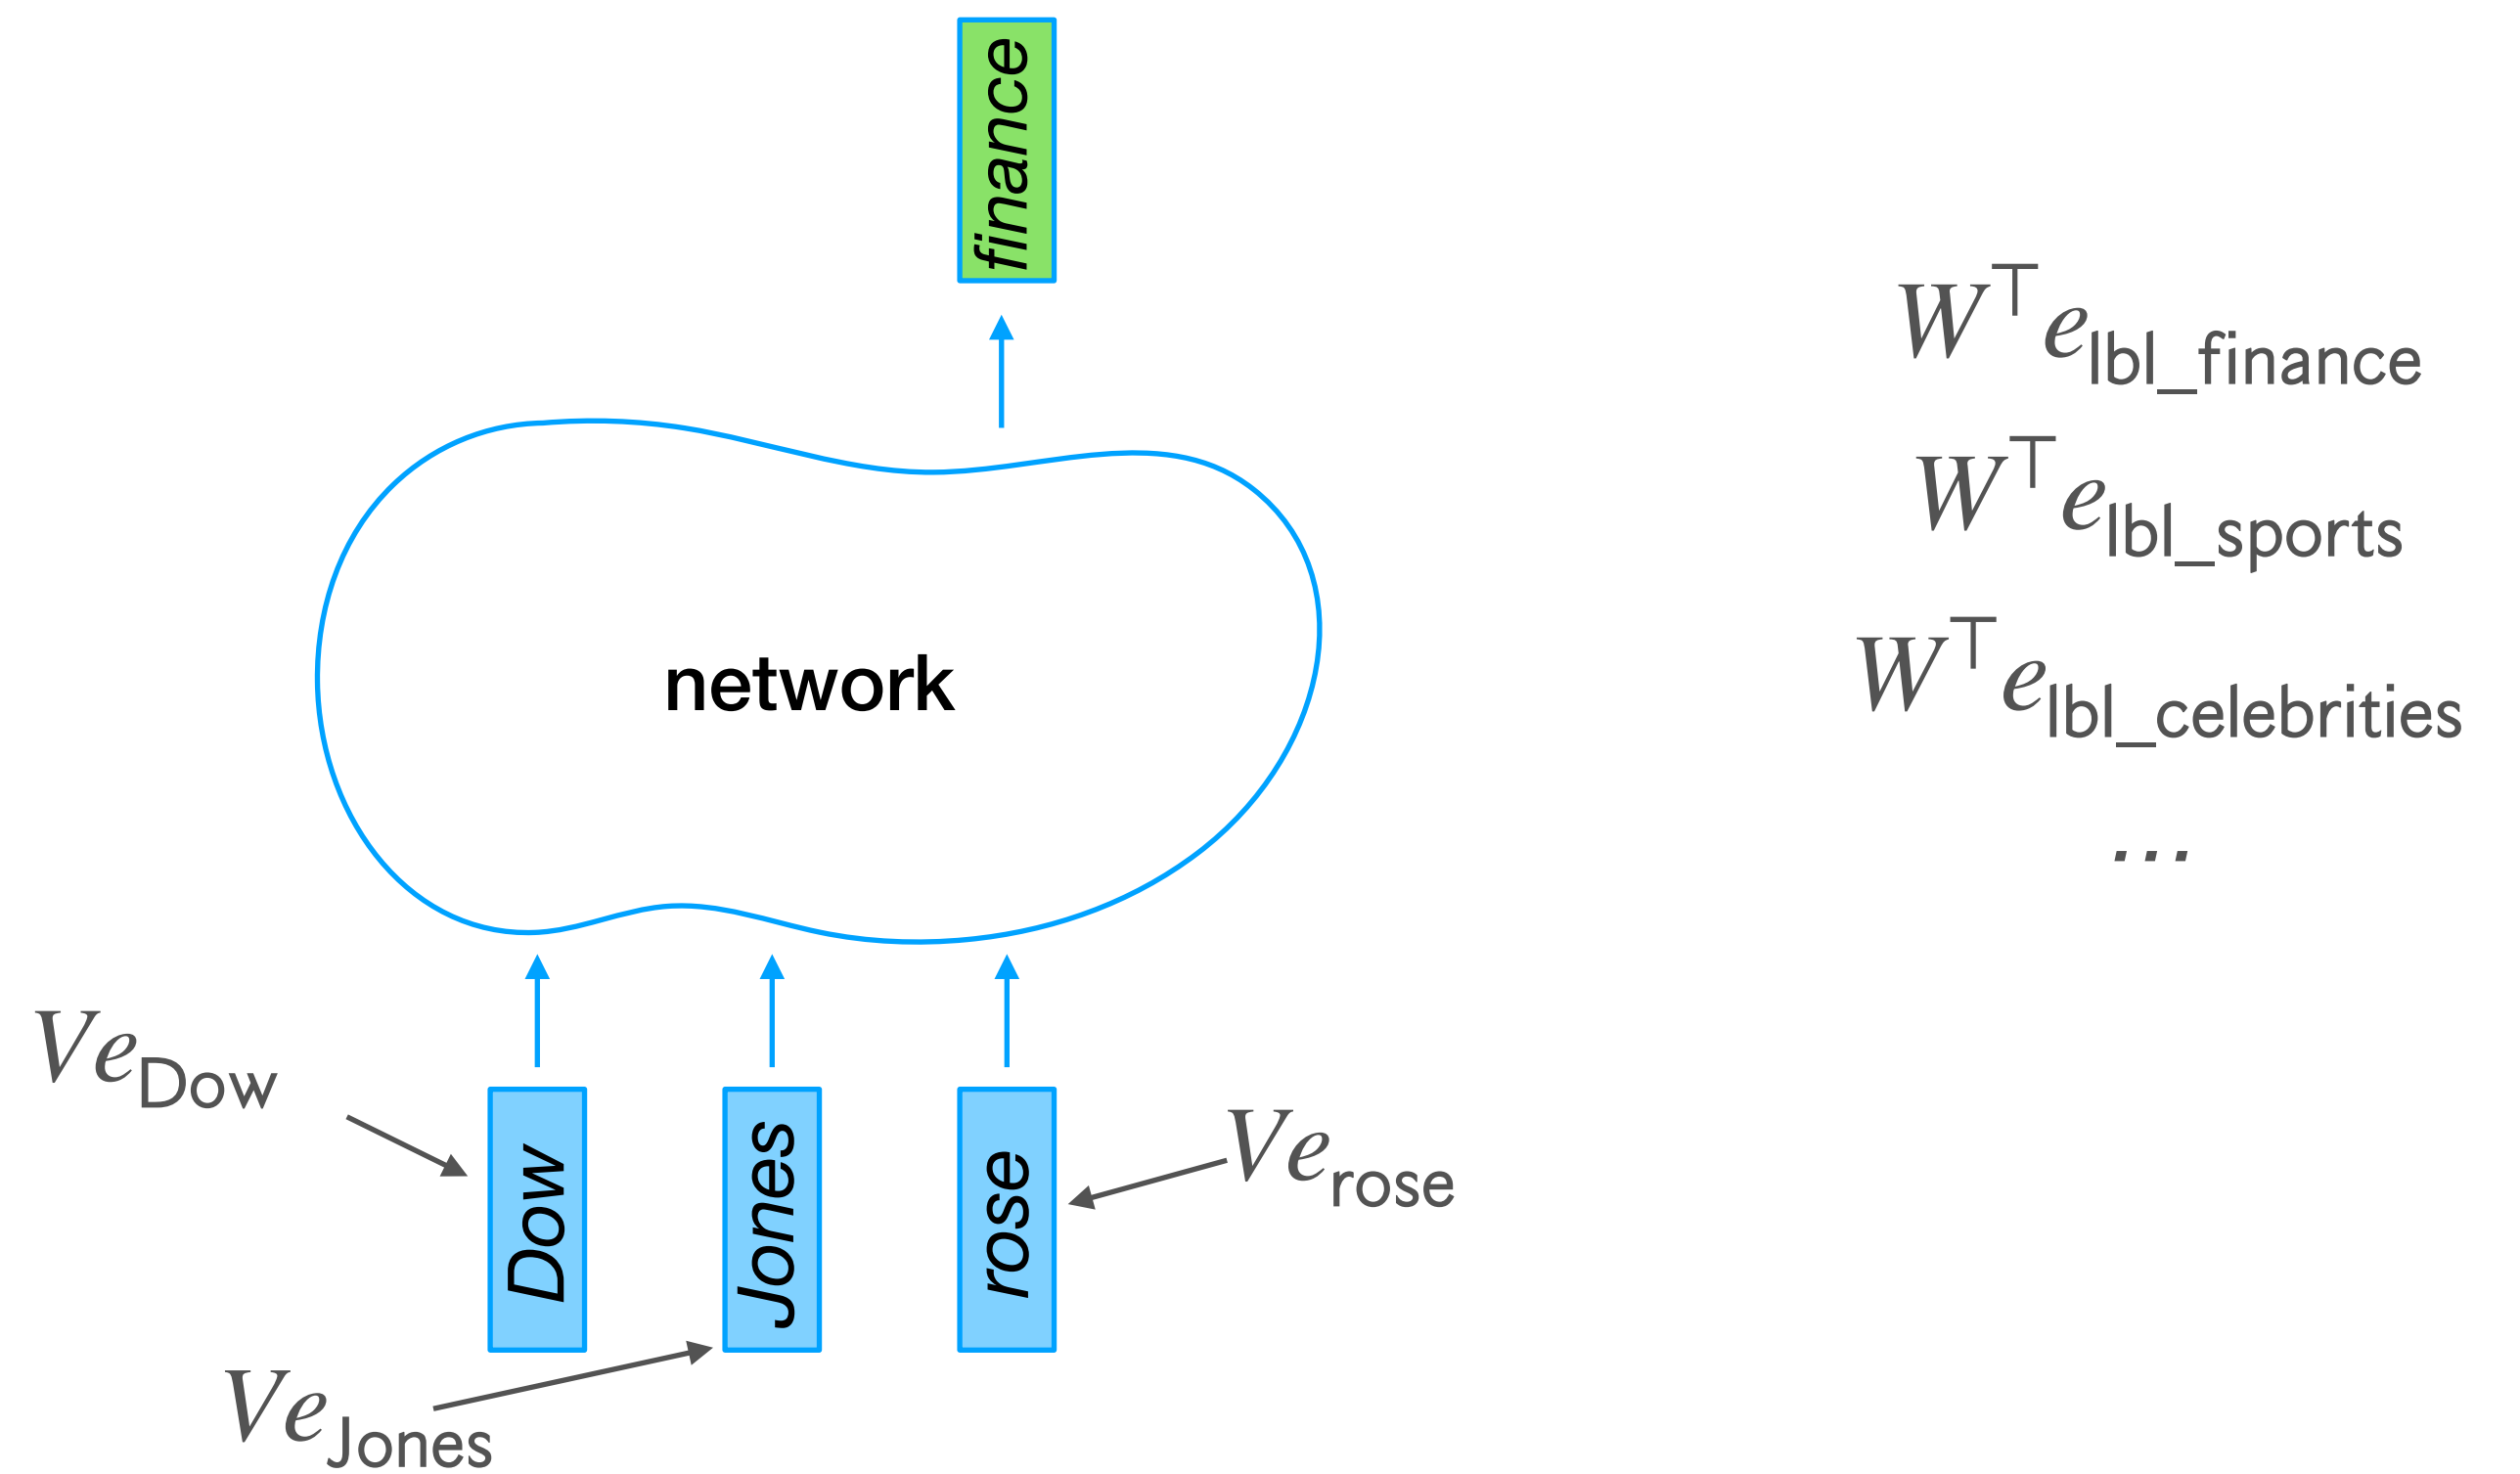 finance
W⊤e_lbl_finance
W⊤e_lbl_sports
W⊤e_lbl_celebrities
...
network
Ve_Dow
Dow
Jones
rose
Ve_rose
Ve_Jones